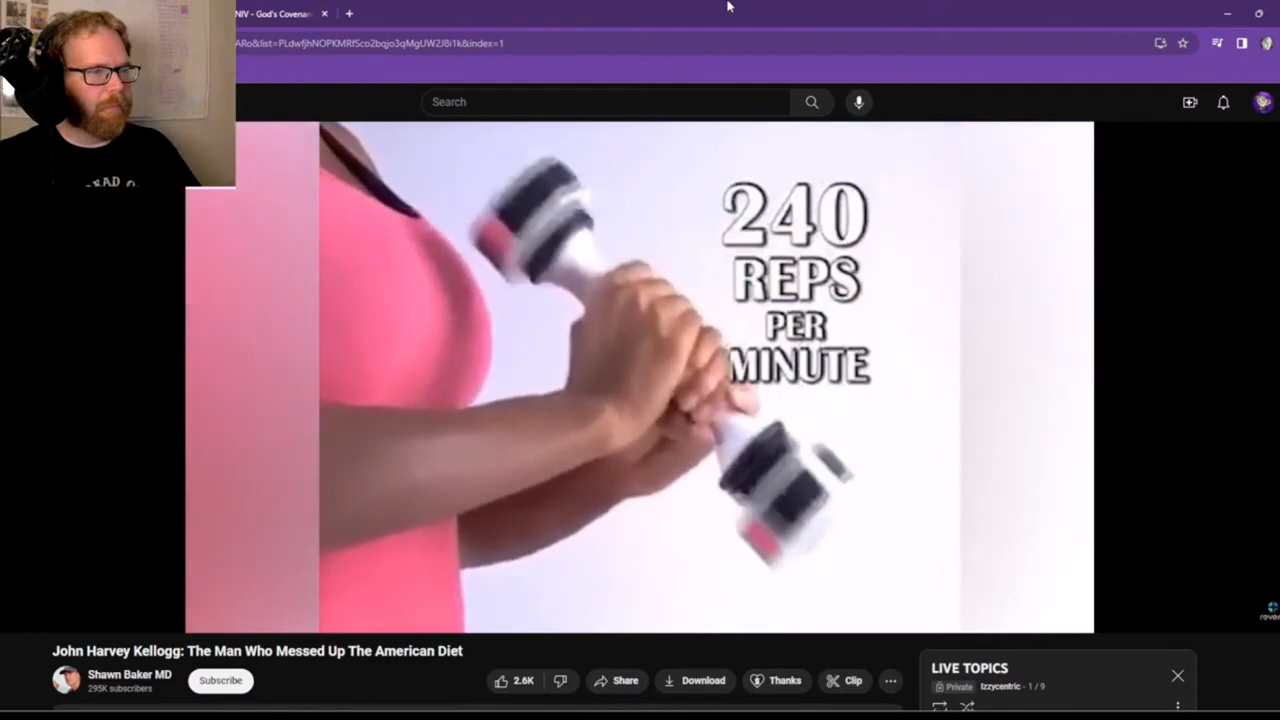 NIV - God's Covenan
ARo&list=PLdwfjhNOPKMRfSco2bqjo3qMgUW2J8i1k&index=1
Search
240
REPS
PER
MINUTE
John Harvey Kellogg: The Man Who Messed Up The American Diet
Shawn Baker MD
295K subscribers
Subscribe
2.6K
Share
Download
Thanks
Clip
LIVE TOPICS
Private Izzycentric - 1 / 9